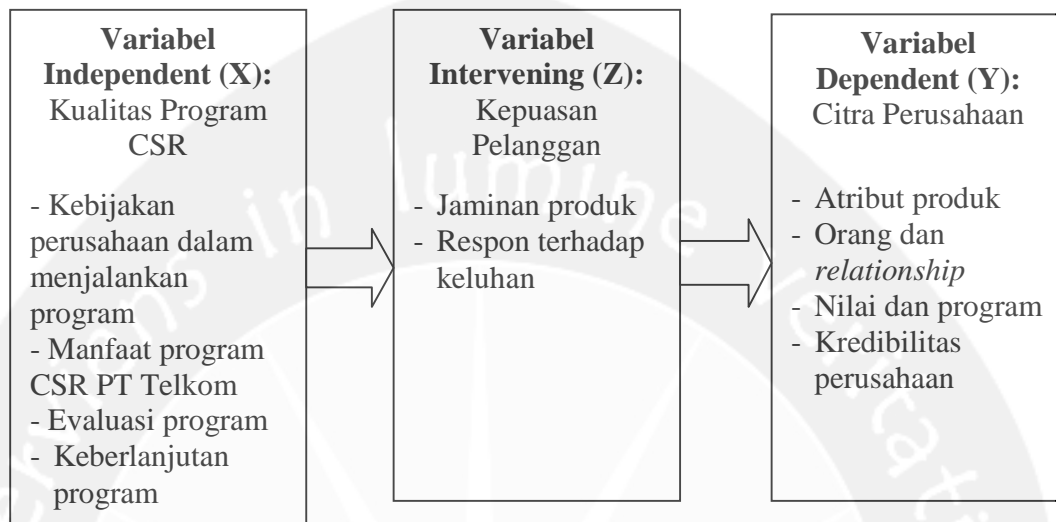 Variabel
Independent (X):
Kualitas Program
CSR
- Kebijakan
perusahaan dalam
menjalankan
program
- Manfaat program
CSR PT Telkom
- Evaluasi program
- Keberlanjutan
program
Variabel
Intervening (Z):
Kepuasan
Pelanggan
- Jaminan produk
- Respon terhadap
keluhan
Variabel
Dependent (Y):
Citra Perusahaan
- Atribut produk
- Orang dan
relationship
- Nilai dan program
- Kredibilitas
perusahaan
in lumine